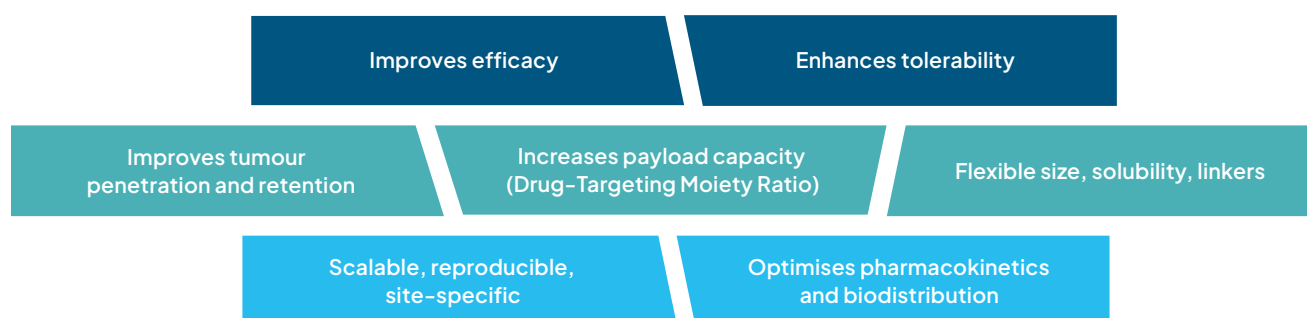 Improves efficacy
Enhances tolerability
Improves tumour
penetration and retention
Increases payload capacity
(Drug-Targeting Moiety Ratio)
Flexible size, solubility, linkers
Scalable, reproducible,
site-specific
Optimises pharmacokinetics
and biodistribution